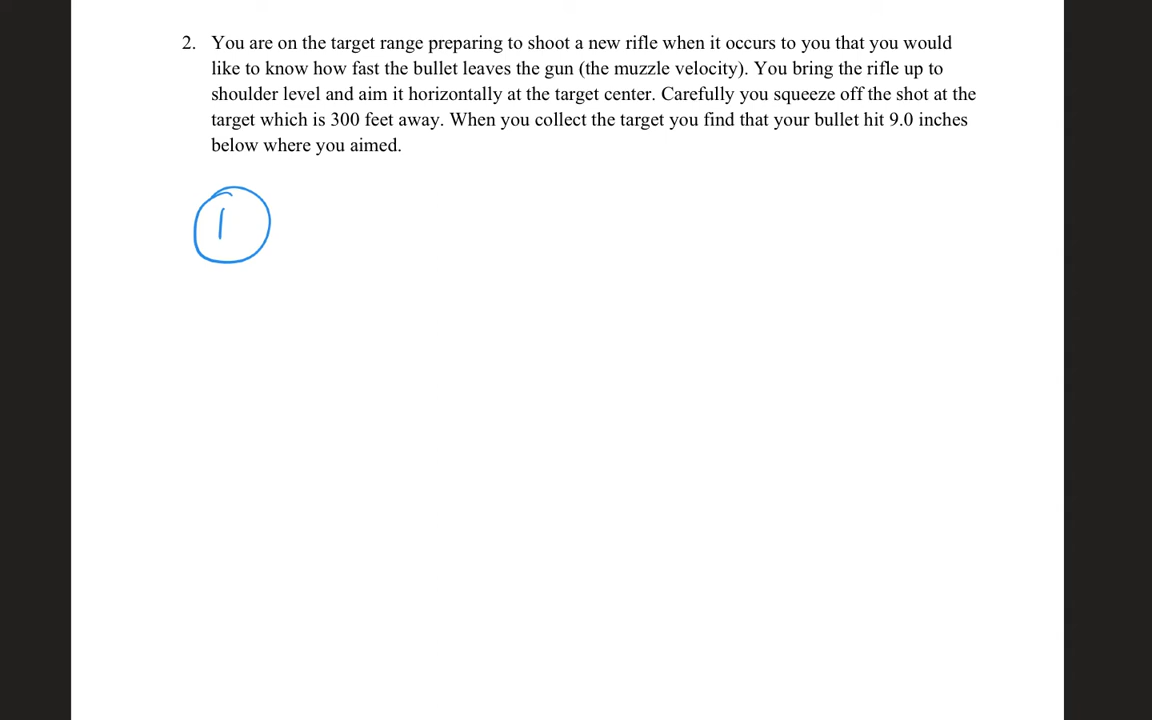 2. You are on the target range preparing to shoot a new rifle when it occurs to you that you would
like to know how fast the bullet leaves the gun (the muzzle velocity). You bring the rifle up to
shoulder level and aim it horizontally at the target center. Carefully you squeeze off the shot at the
target which is 300 feet away. When you collect the target you find that your bullet hit 9.0 inches
below where you aimed.
1